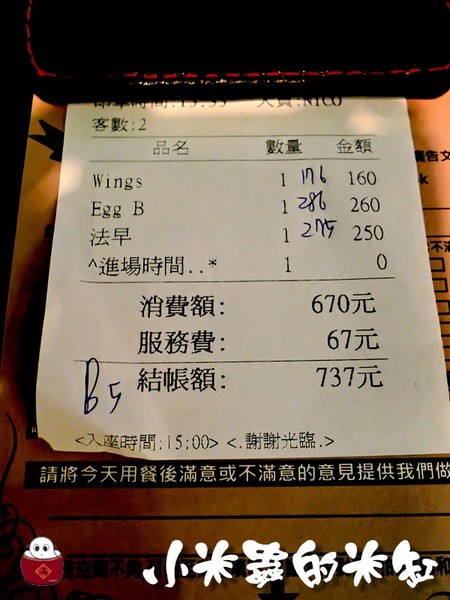 客數:2
品名 數量 金額
Wings 1 176 160
Egg B 1 286 260
法早 1 275 250
^進場時間..* 1 0
消費額: 670元
服務費: 67元
B5 結帳額: 737元
<入座時間:15:00> <.謝謝光臨.>
請將今天用餐後滿意或不滿意的意見提供我們做
小米蟲的米缸